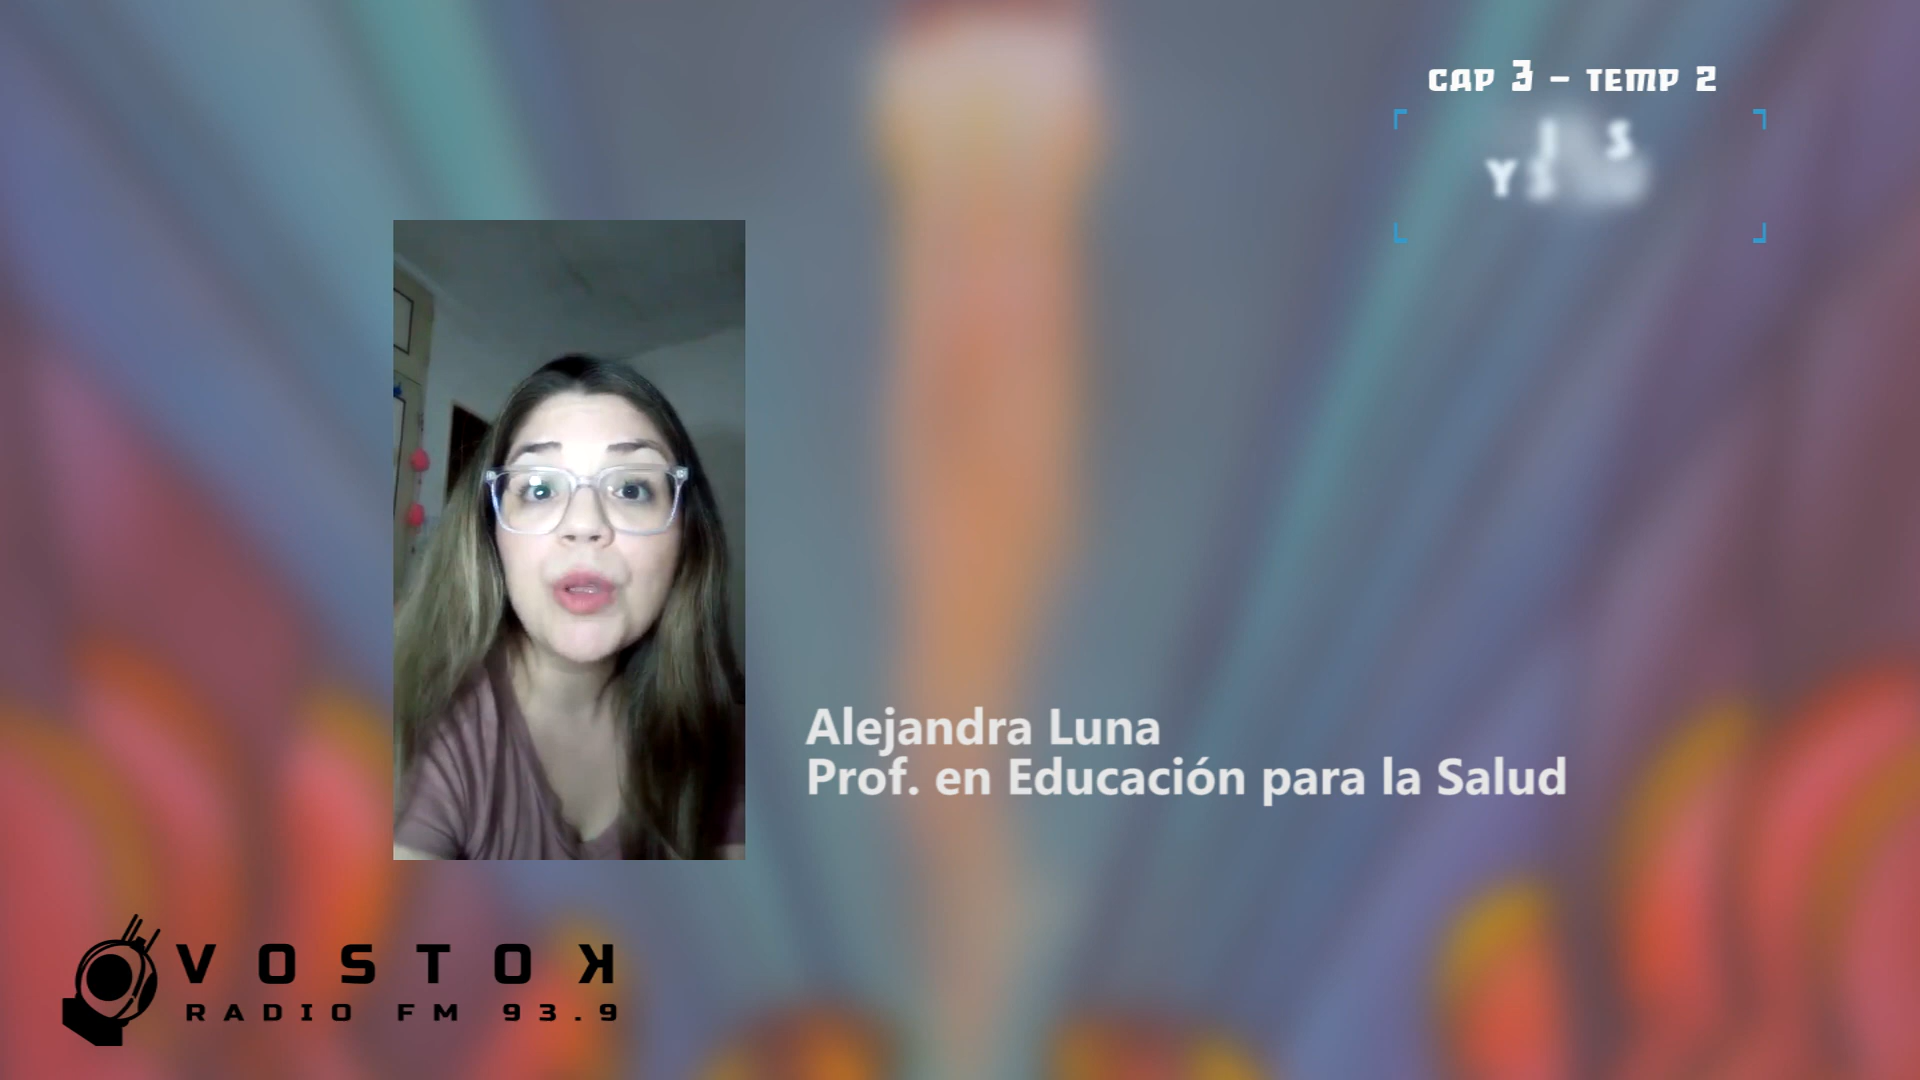 CAP 3 - TEMP 2
Alejandra Luna
Prof. en Educación para la Salud
VOSTOK
RADIO FM 93.9